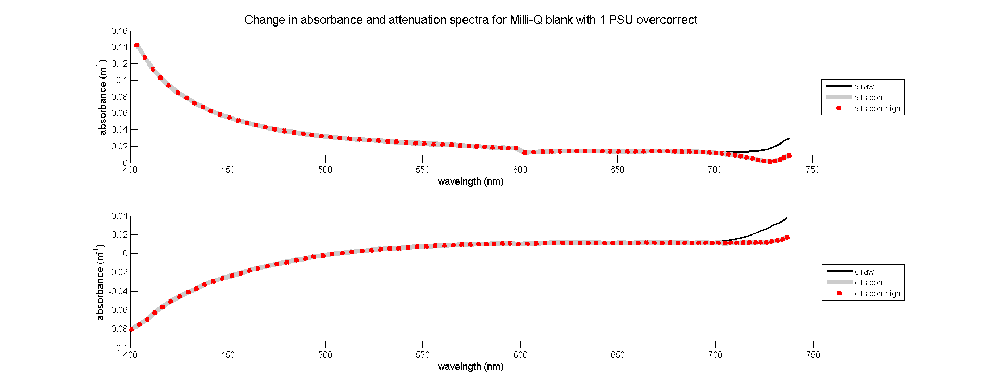 Change in absorbance and attenuation spectra for Milli-Q blank with 1 PSU overcorrect
0.16
0.14
0.12
0.1
0.08
0.06
0.04
0.02
0
absorbance (m-1)
400 450 500 550 600 650 700 750
wavelngth (nm)
a raw
a ts corr
a ts corr high
0.04
0.02
0
-0.02
-0.04
-0.06
-0.08
-0.1
absorbance (m-1)
400 450 500 550 600 650 700 750
wavelngth (nm)
c raw
c ts corr
c ts corr high